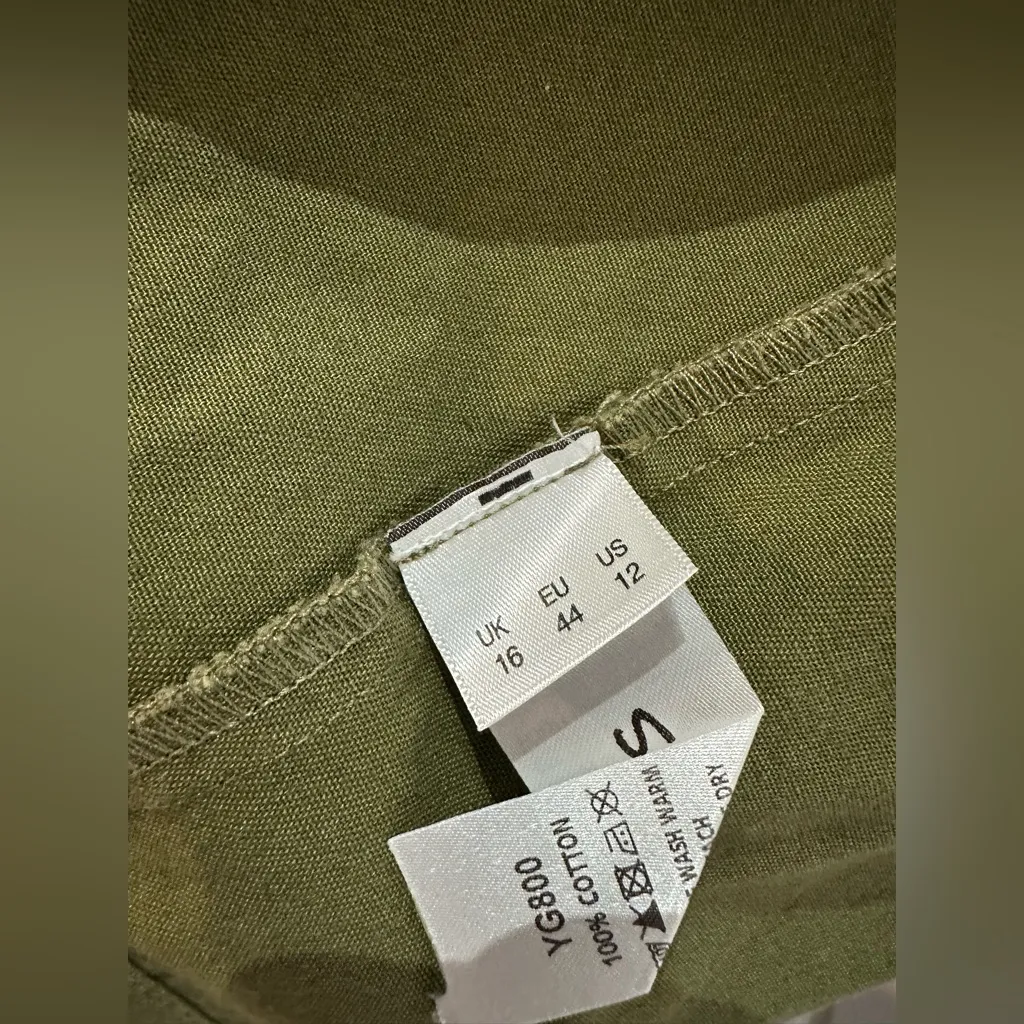 UK EU US
16 44 12
S
YG800
100% COTTON
WASH WARM
DRY